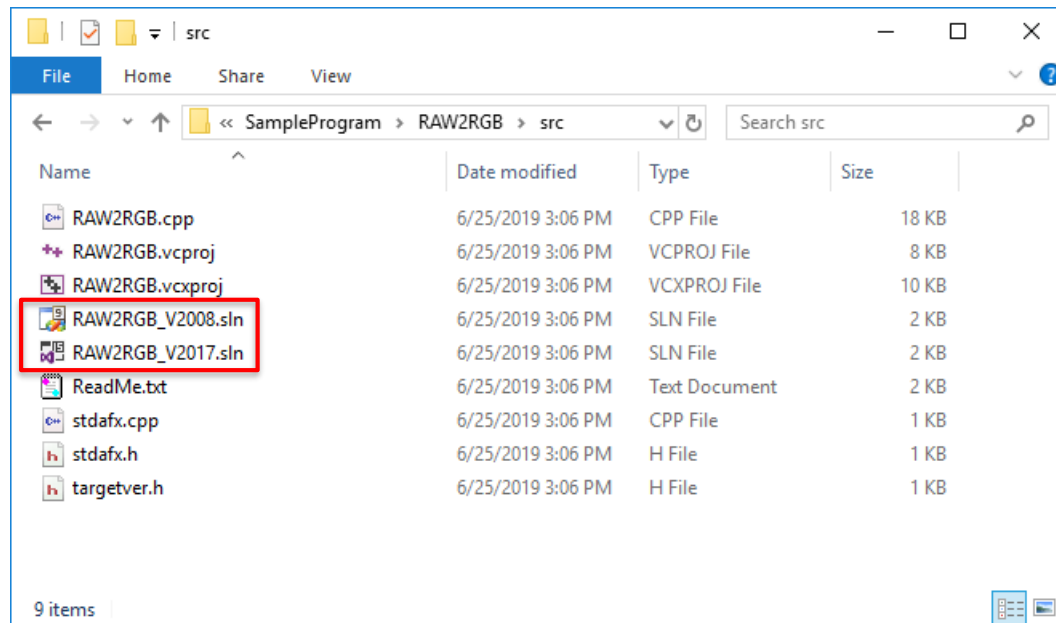 src
File Home Share View
« SampleProgram > RAW2RGB > src Search src
Name Date modified Type Size
RAW2RGB.cpp 6/25/2019 3:06 PM CPP File 18 KB
RAW2RGB.vcproj 6/25/2019 3:06 PM VCPROJ File 8 KB
RAW2RGB.vcxproj 6/25/2019 3:06 PM VCXPROJ File 10 KB
RAW2RGB_V2008.sln 6/25/2019 3:06 PM SLN File 2 KB
RAW2RGB_V2017.sln 6/25/2019 3:06 PM SLN File 2 KB
ReadMe.txt 6/25/2019 3:06 PM Text Document 2 KB
stdafx.cpp 6/25/2019 3:06 PM CPP File 1 KB
stdafx.h 6/25/2019 3:06 PM H File 1 KB
targetver.h 6/25/2019 3:06 PM H File 1 KB
9 items